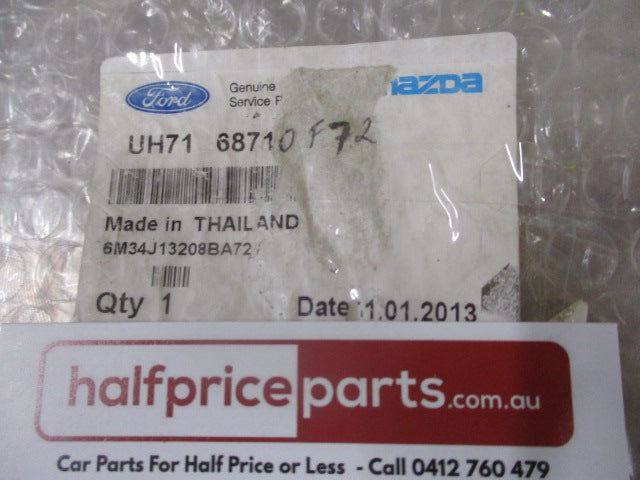 Ford
Genuine
Service
mazda
UH71 68710 F72
Made in THAILAND
6M34J13208BA72
Qty 1
Date 1.01.2013
halfpriceparts.com.au
Car Parts For Half Price or Less - Call 0412 760 479